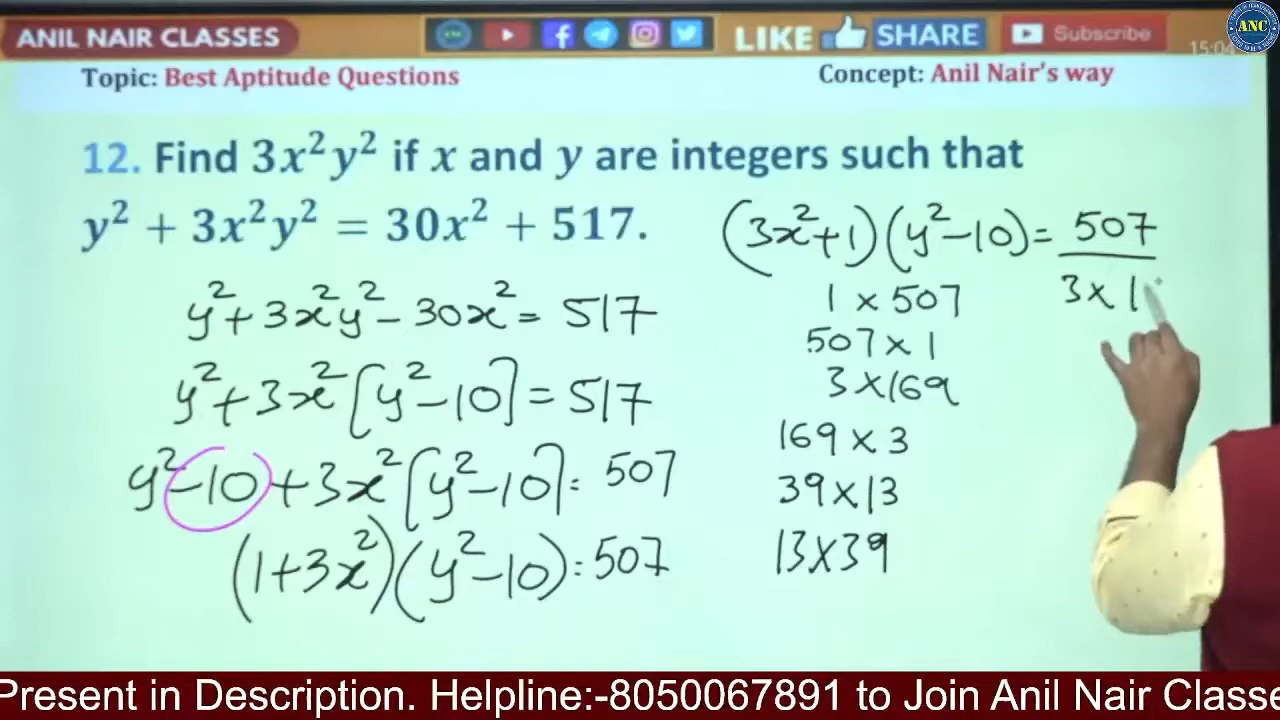 ANIL NAIR CLASSES
LIKE SHARE Subscribe
15:04
ANC
Topic: Best Aptitude Questions
Concept: Anil Nair's way
12. Find 3x²y² if x and y are integers such that
y² + 3x²y² = 30x² + 517.
y² + 3x²y² - 30x² = 517
y² + 3x² [y² - 10] = 517
y² - 10 + 3x² [y² - 10] = 507
(1 + 3x²)(y² - 10) = 507
(3x² + 1)(y² - 10) = 507
3 × 1
1 × 507
507 × 1
3 × 169
169 × 3
39 × 13
13 × 39
Present in Description. Helpline:-8050067891 to Join Anil Nair Classe